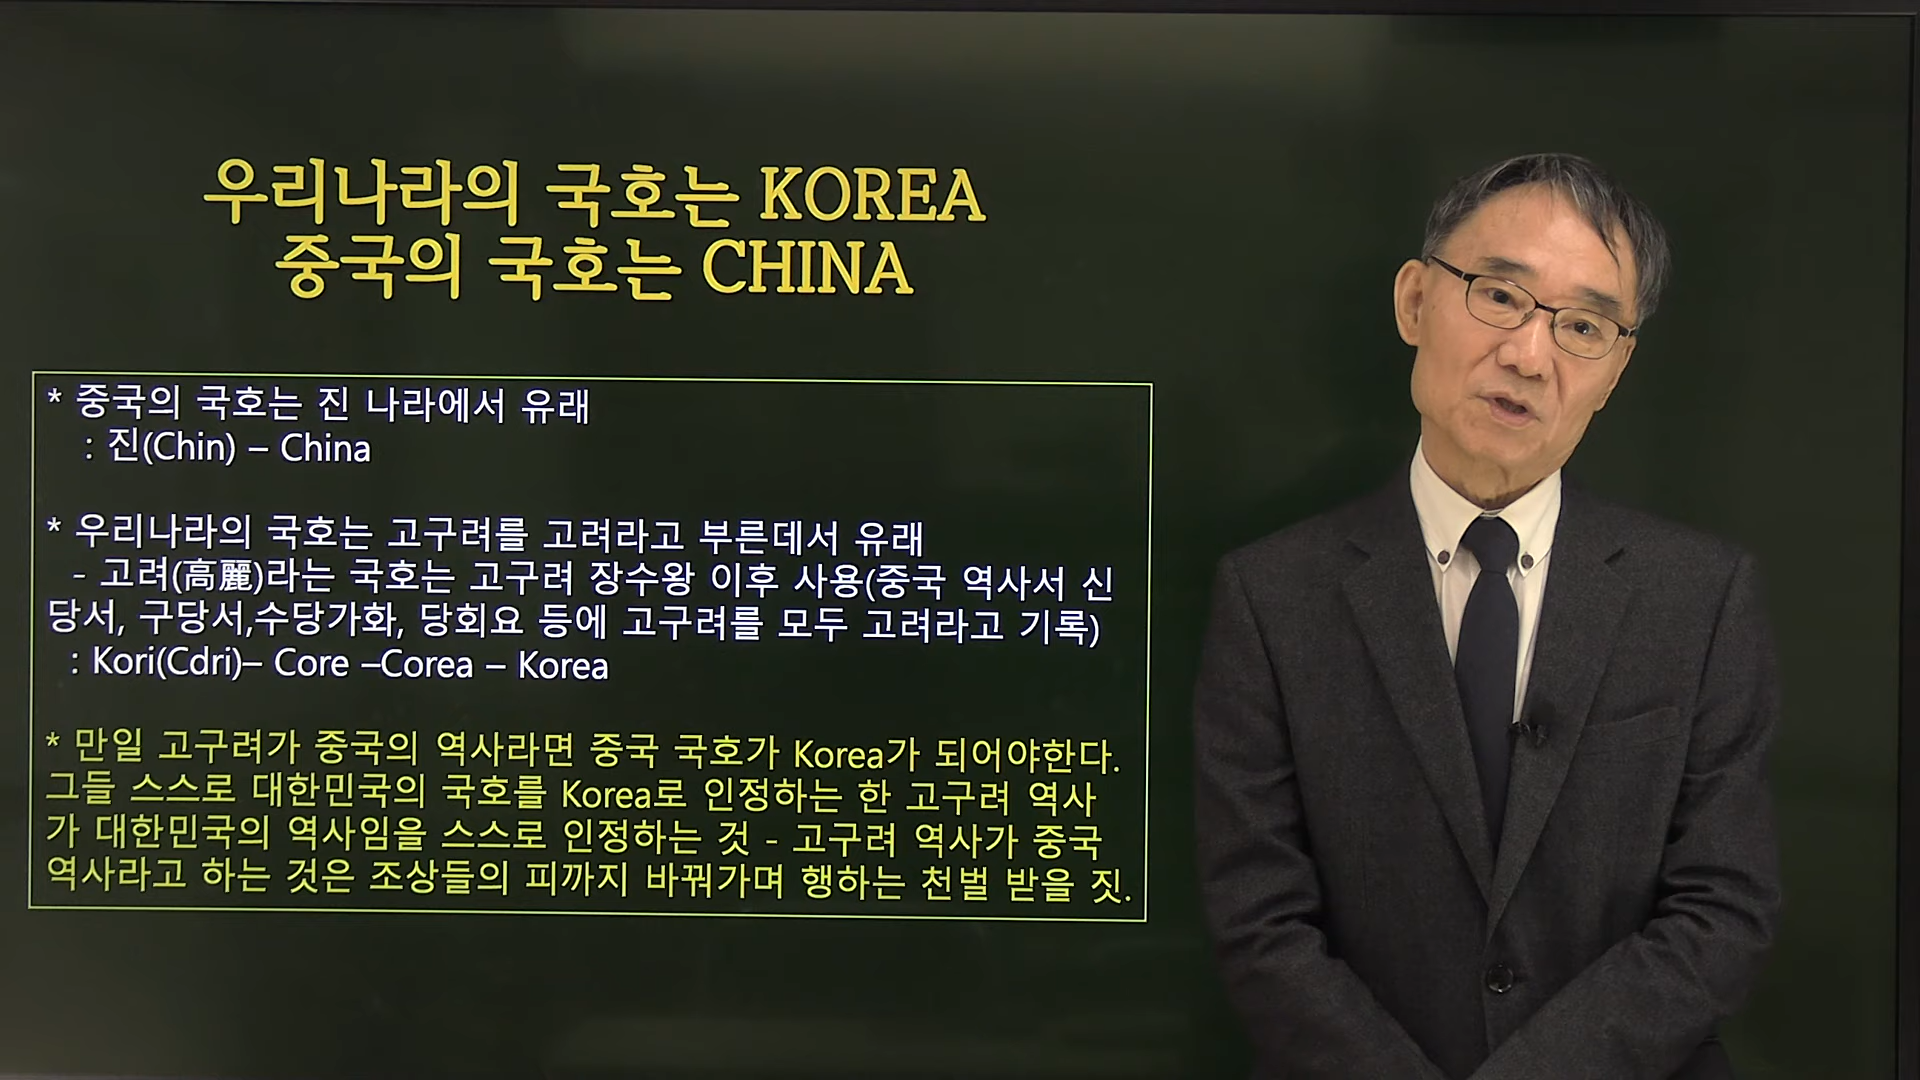 우리나라의 국호는 KOREA
중국의 국호는 CHINA
* 중국의 국호는 진 나라에서 유래
: 진(Chin) – China
* 우리나라의 국호는 고구려를 고려라고 부른데서 유래
- 고려(高麗)라는 국호는 고구려 장수왕 이후 사용(중국 역사서 신
당서, 구당서,수당가화, 당회요 등에 고구려를 모두 고려라고 기록)
: Kori(Cdri)– Core –Corea – Korea
* 만일 고구려가 중국의 역사라면 중국 국호가 Korea가 되어야한다.
그들 스스로 대한민국의 국호를 Korea로 인정하는 한 고구려 역사
가 대한민국의 역사임을 스스로 인정하는 것 - 고구려 역사가 중국
역사라고 하는 것은 조상들의 피까지 바꿔가며 행하는 천벌 받을 짓.